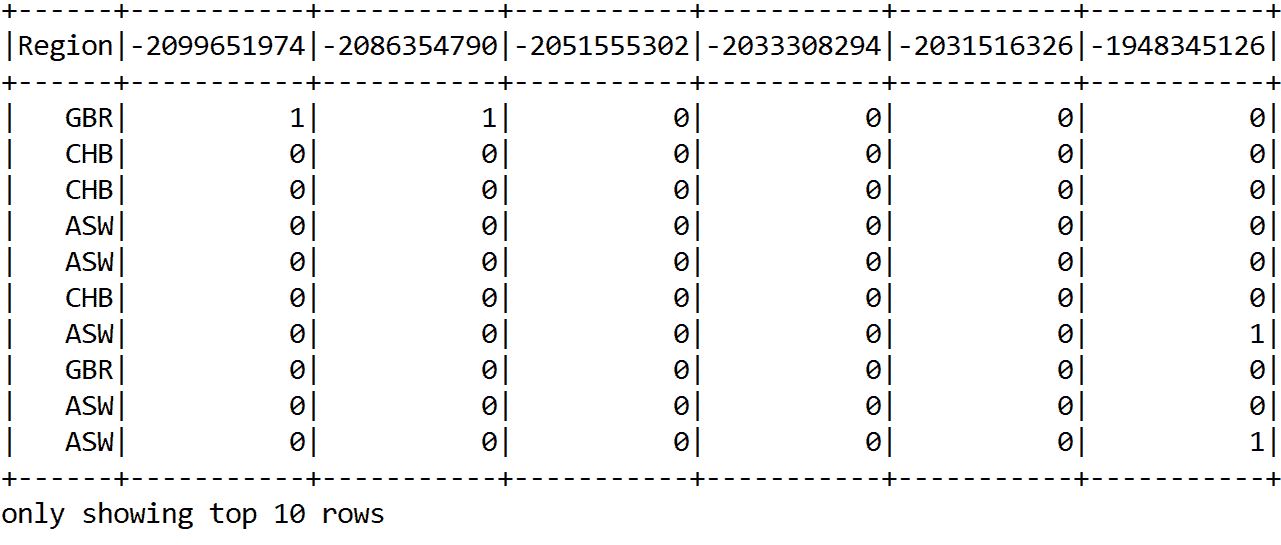 +------+-----------+-----------+-----------+-----------+-----------+-----------+
|Region|-2099651974|-2086354790|-2051555302|-2033308294|-2031516326|-1948345126|
+------+-----------+-----------+-----------+-----------+-----------+-----------+
|   GBR|          1|          1|          0|          0|          0|          0|
|   CHB|          0|          0|          0|          0|          0|          0|
|   CHB|          0|          0|          0|          0|          0|          0|
|   ASW|          0|          0|          0|          0|          0|          0|
|   ASW|          0|          0|          0|          0|          0|          0|
|   CHB|          0|          0|          0|          0|          0|          0|
|   ASW|          0|          0|          0|          0|          0|          1|
|   GBR|          0|          0|          0|          0|          0|          0|
|   ASW|          0|          0|          0|          0|          0|          0|
|   ASW|          0|          0|          0|          0|          0|          1|
+------+-----------+-----------+-----------+-----------+-----------+-----------+
only showing top 10 rows